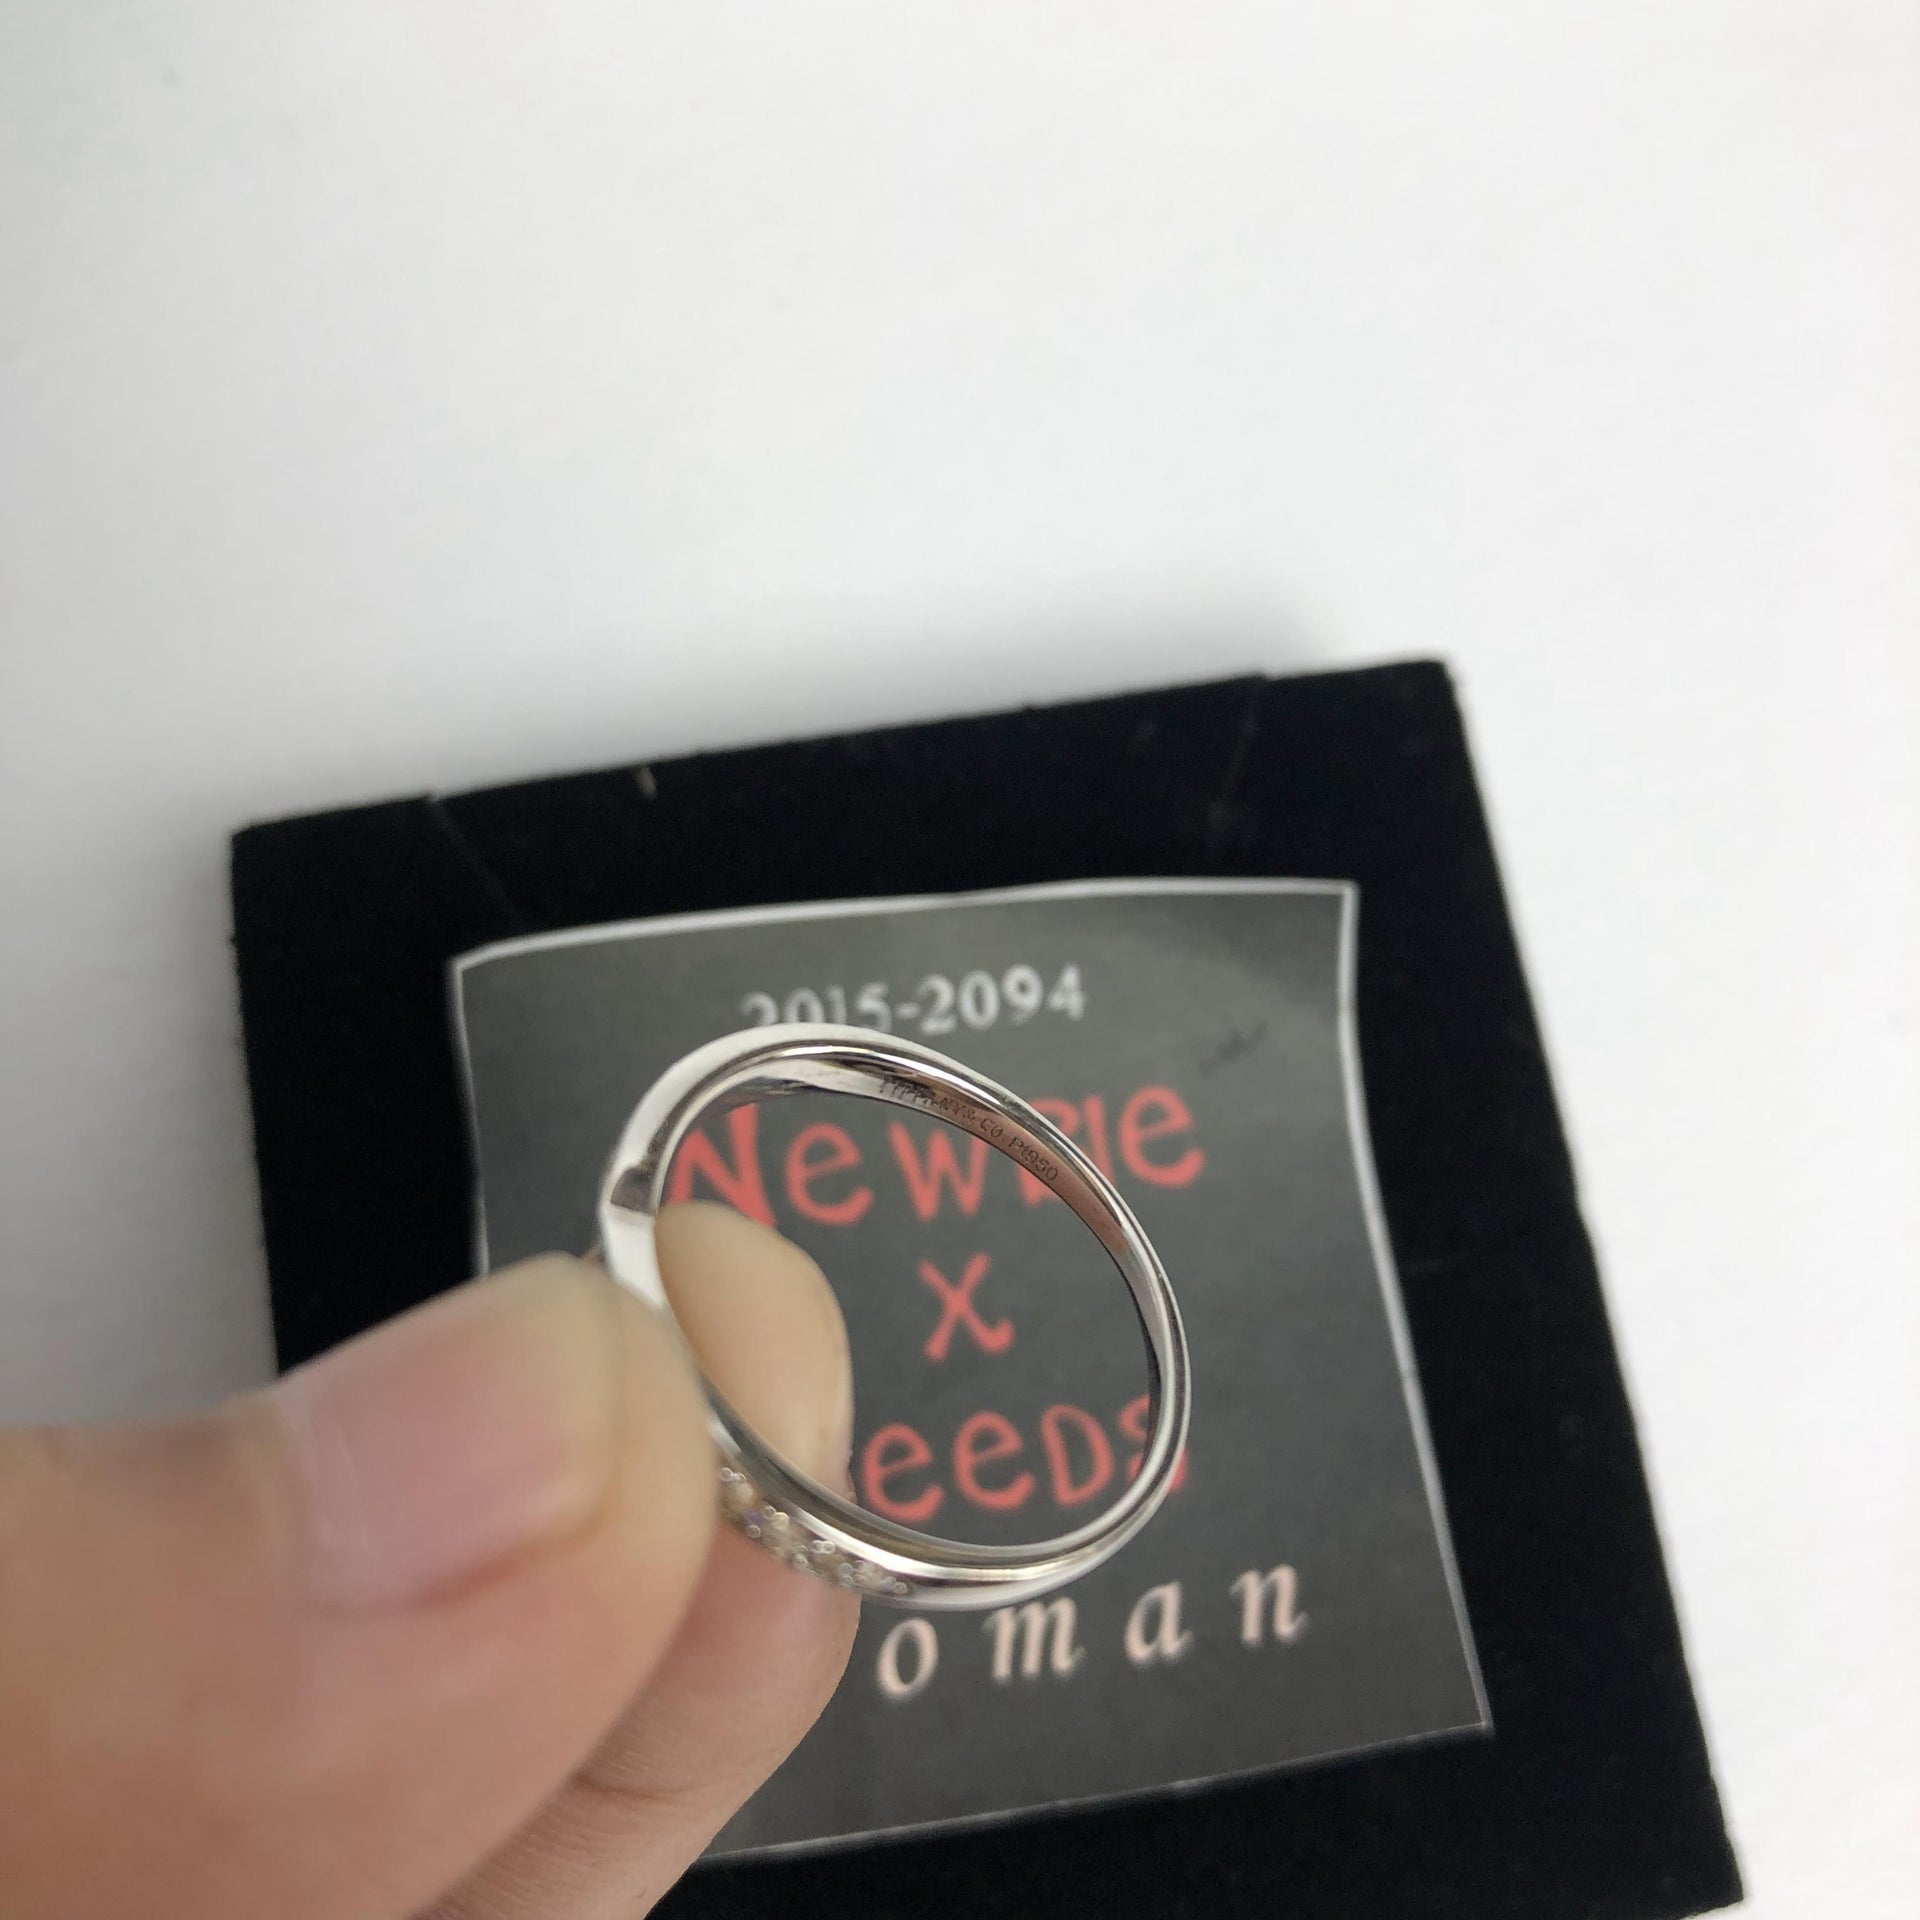 2015-2094
TIFFANY&CO. Pt950
NewBie
x
eeDs
oman